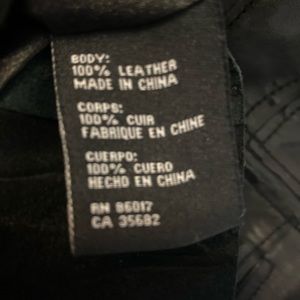 BODY:
100% LEATHER
MADE IN CHINA
CORPS:
100% CUIR
FABRIQUE EN CHINE
CUERPO:
100% CUERO
HECHO EN CHINA
RN 86017
CA 35682